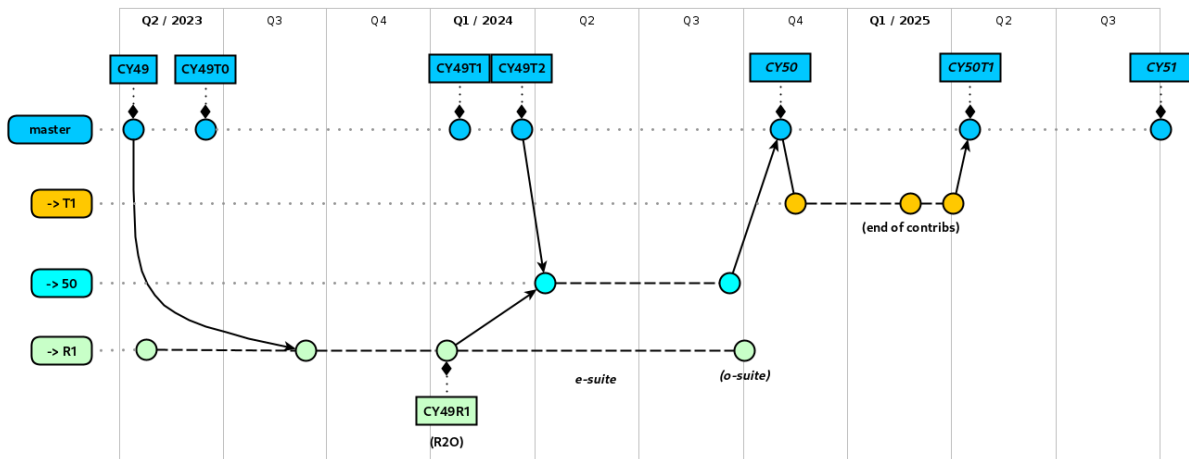 Q2 / 2023 Q3 Q4 Q1 / 2024 Q2 Q3 Q4 Q1 / 2025 Q2 Q3
CY49 CY49T0 CY49T1 CY49T2 CY50 CY50T1 CY51
master
-> T1
(end of contribs)
-> 50
-> R1
e-suite (o-suite)
CY49R1
(R2O)